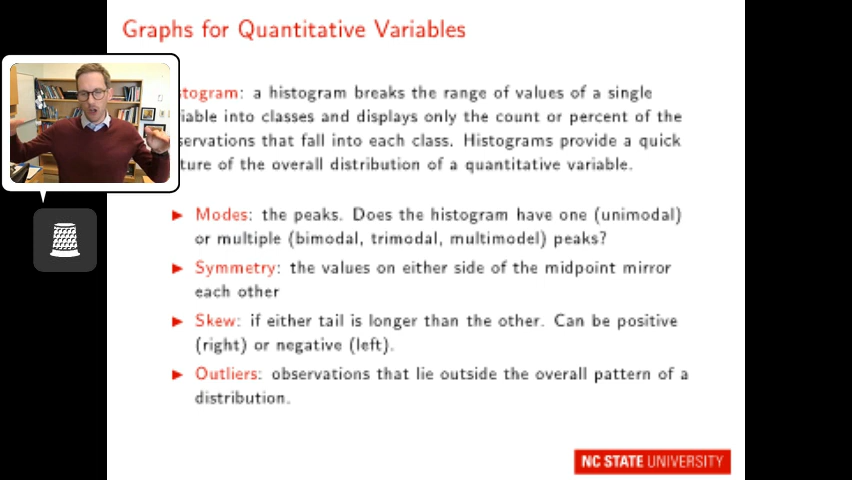 Graphs for Quantitative Variables
stogram: a histogram breaks the range of values of a single
iable into classes and displays only the count or percent of the
servations that fall into each class. Histograms provide a quick
ture of the overall distribution of a quantitative variable.
▶ Modes: the peaks. Does the histogram have one (unimodal)
or multiple (bimodal, trimodal, multimodel) peaks?
▶ Symmetry: the values on either side of the midpoint mirror
each other
▶ Skew: if either tail is longer than the other. Can be positive
(right) or negative (left).
▶ Outliers: observations that lie outside the overall pattern of a
distribution.
NC STATE UNIVERSITY